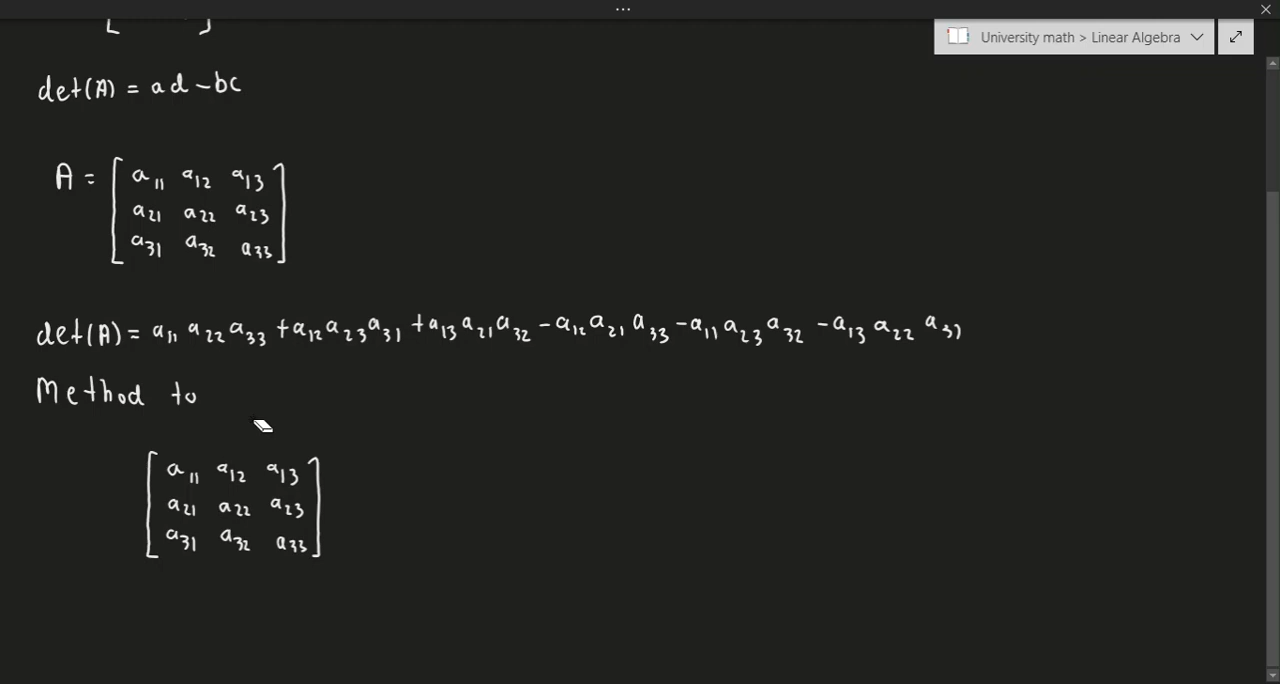 University math > Linear Algebra
det(A) = ad - bc
A = [ a11 a12 a13
a21 a22 a23
a31 a32 a33 ]
det(A) = a11 a22 a33 + a12 a23 a31 + a13 a21 a32 - a12 a21 a33 - a11 a23 a32 - a13 a22 a31
Method to
[ a11 a12 a13
a21 a22 a23
a31 a32 a33 ]